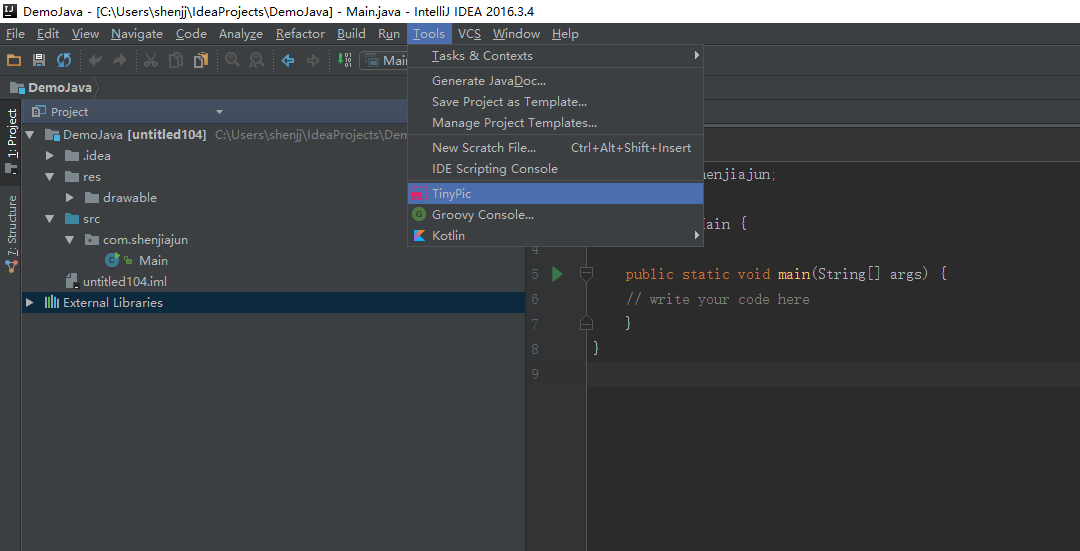 DemoJava - [C:\Users\shenjj\IdeaProjects\DemoJava] - Main.java - IntelliJ IDEA 2016.3.4
File Edit View Navigate Code Analyze Refactor Build Run Tools VCS Window Help
Main
DemoJava
Project
1: Project
7: Structure
DemoJava [untitled104] C:\Users\shenjj\IdeaProjects\Dem
.idea
res
drawable
src
com.shenjiajun
Main
untitled104.iml
External Libraries
Tasks & Contexts
Generate JavaDoc...
Save Project as Template...
Manage Project Templates...
New Scratch File... Ctrl+Alt+Shift+Insert
IDE Scripting Console
TinyPic
Groovy Console...
Kotlin
henjiajun;
Main {
4
5 public static void main(String[] args) {
6 // write your code here
7 }
8 }
9